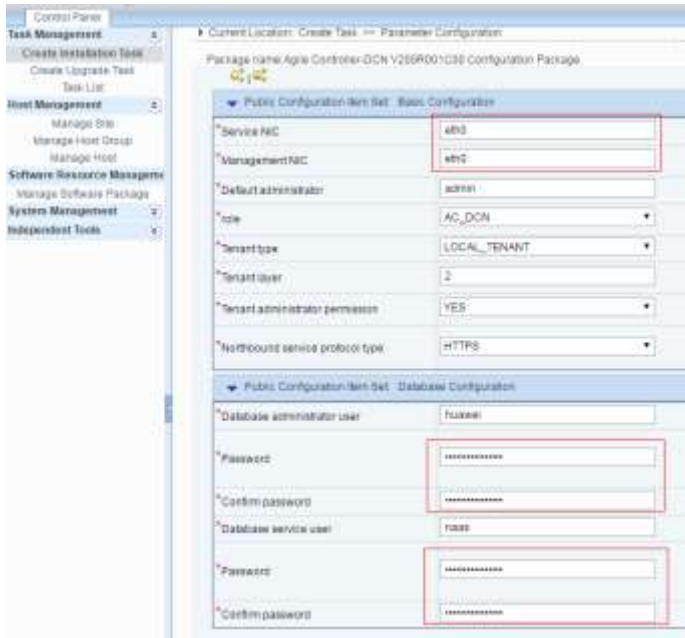 Control Panel
Task Management
Create Installation Task
Create Upgrade Task
Task List
Host Management
Manage Site
Manage Host Group
Manage Host
Software Resource Manageme
Manage Software Package
System Management
Independent Tools
Current Location: Create Task >> Parameter Configuration
Package name:Agile Controller-DCN V200R001C00 Configuration Package
Public Configuration Item Set: Basic Configuration
*Service NIC
*Management NIC
*Default administrator admin
*role AC_DCN
*Tenant type LOCAL_TENANT
*Tenant layer 2
*Tenant administrator permission YES
*Northbound service protocol type HTTPS
Public Configuration Item Set: Database Configuration
*Database administrator user huawei
*Password ••••••••••••••
*Confirm password ••••••••••••••
*Database service user naas
*Password ••••••••••••••
*Confirm password ••••••••••••••